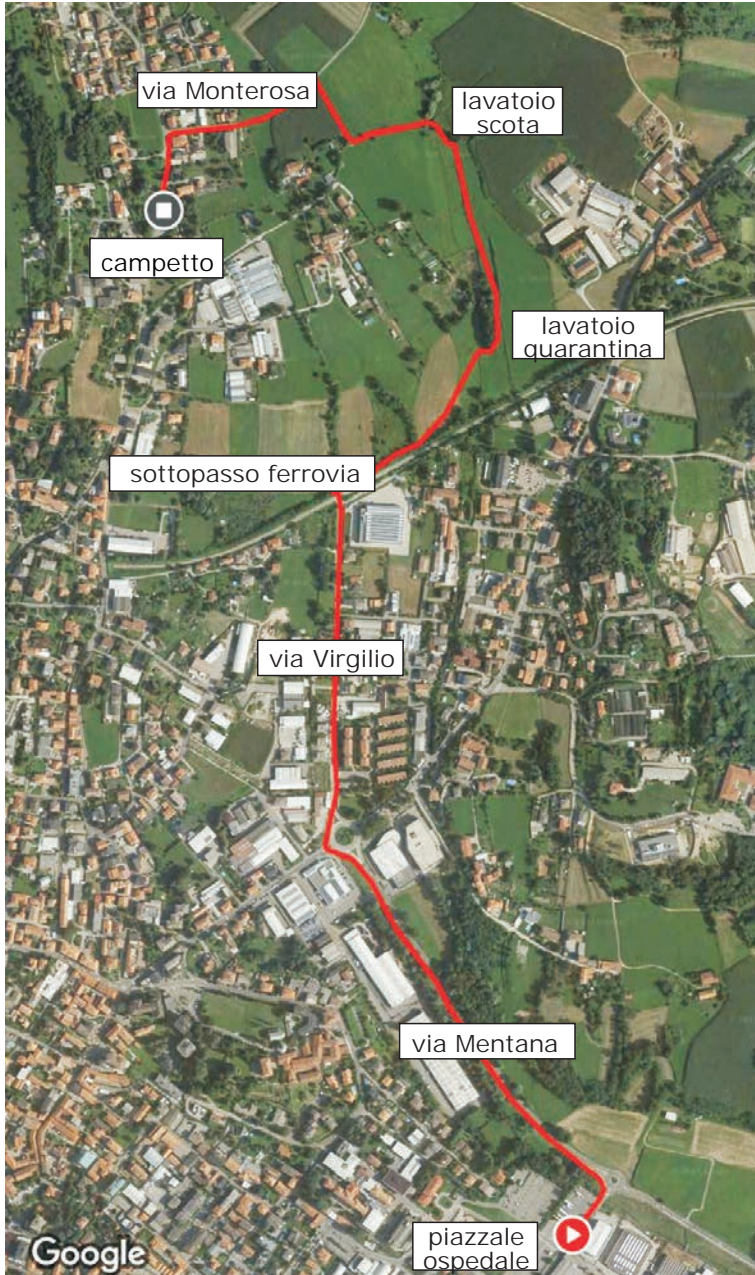 via Monterosa
lavatoio
scota
campetto
lavatoio
quarantina
sottopasso ferrovia
via Virgilio
via Mentana
piazzale
ospedale
Google